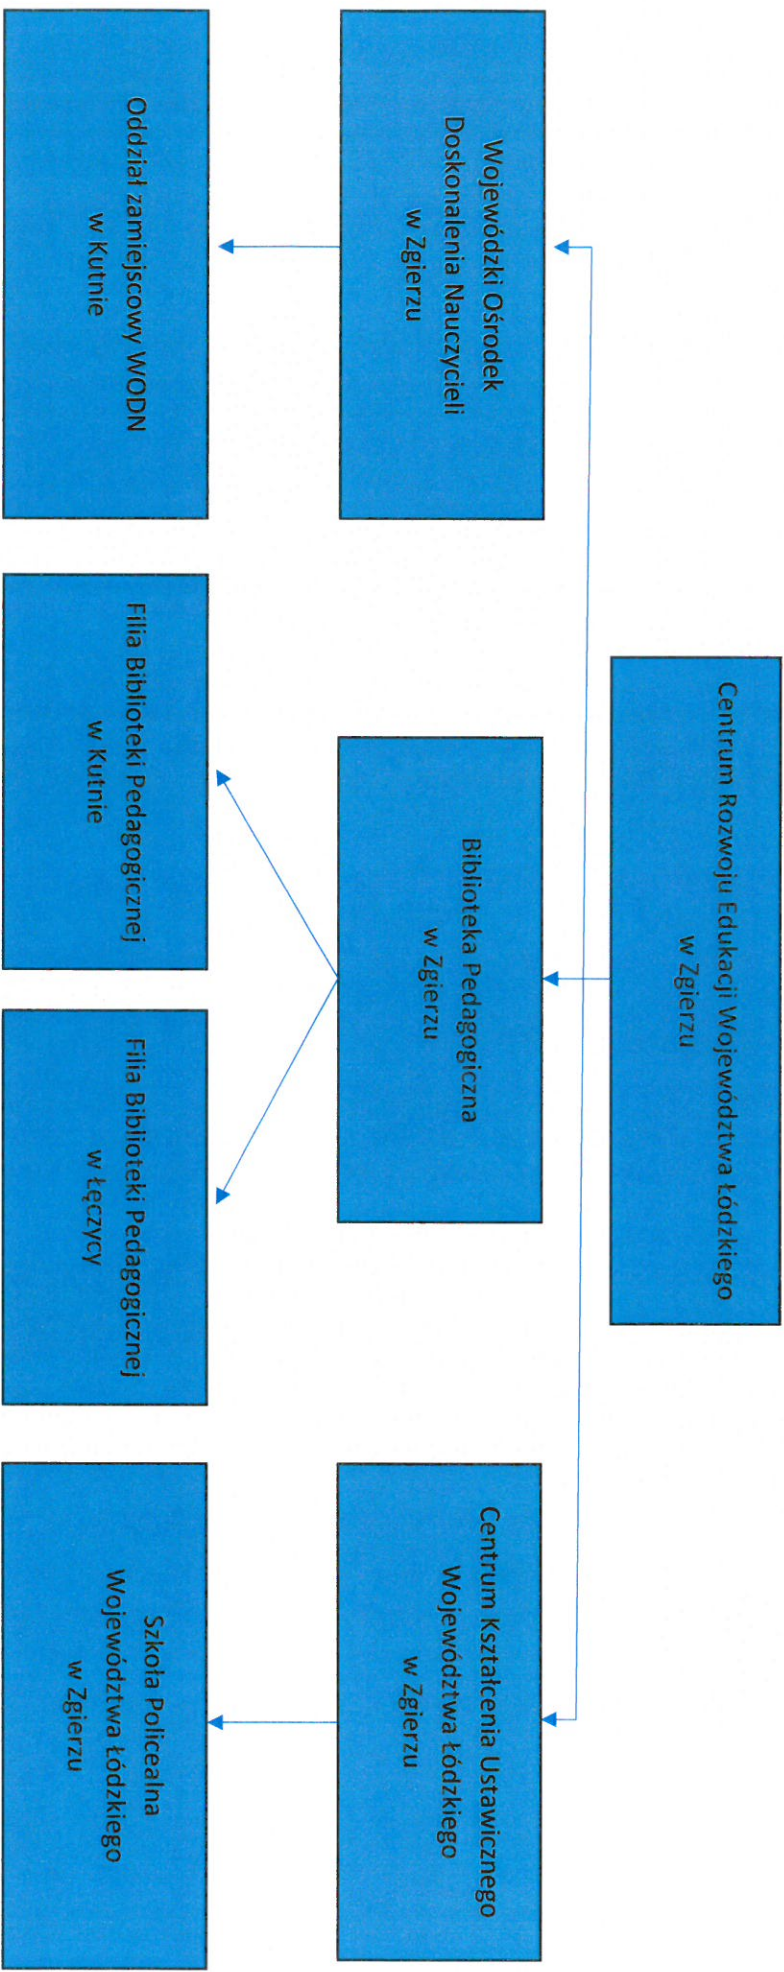 Centrum Rozwoju Edukacji Województwa Łódzkiego
w Zgierzu
Wojewódzki Ośrodek
Doskonalenia Nauczycieli
w Zgierzu
Biblioteka Pedagogiczna
w Zgierzu
Centrum Kształcenia Ustawicznego
Województwa Łódzkiego
w Zgierzu
Oddział zamiejscowy WODN
w Kutnie
Filia Biblioteki Pedagogicznej
w Kutnie
Filia Biblioteki Pedagogicznej
w Łęczycy
Szkoła Policealna
Województwa Łódzkiego
w Zgierzu